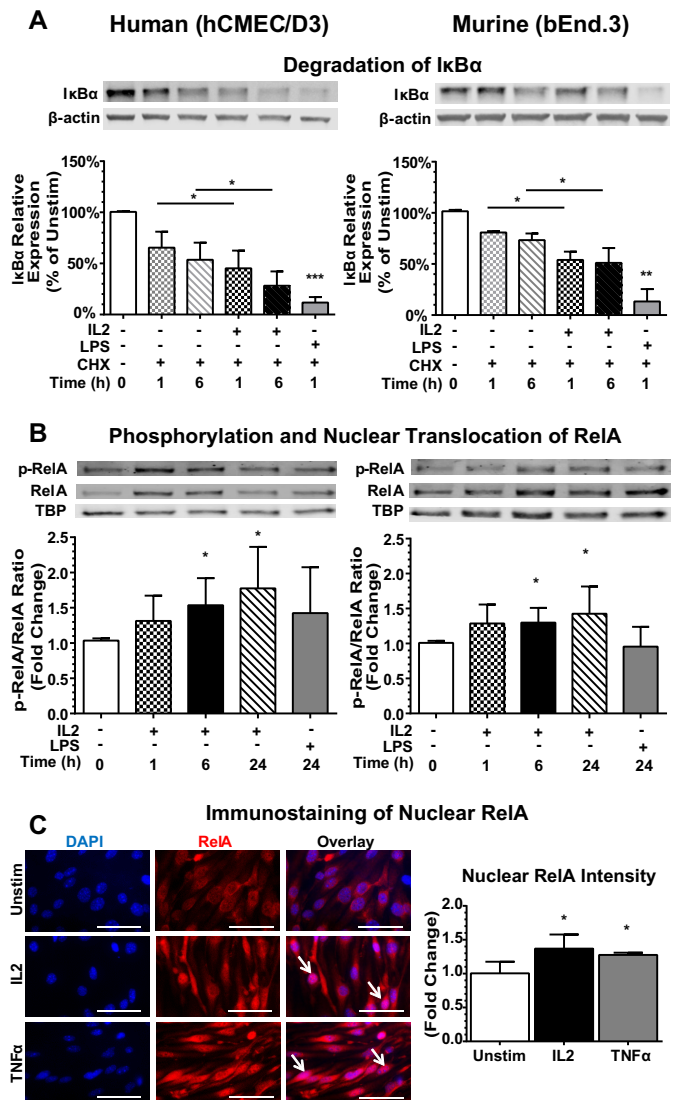 A
Human (hCMEC/D3) Murine (bEnd.3)
Degradation of IκBα
IκBα IκBα
β-actin β-actin
150% 150%
100% 100%
50% 50%
0% 0%
IκBα Relative Expression (% of Unstim)
IκBα Relative Expression (% of Unstim)
* * ***
* * **
IL2 - - - + + - IL2 - - - + + -
LPS - - - - - + LPS - - - - - +
CHX - + + + + + CHX - + + + + +
Time (h) 0 1 6 1 6 1 Time (h) 0 1 6 1 6 1
B
Phosphorylation and Nuclear Translocation of RelA
p-RelA p-RelA
RelA RelA
TBP TBP
2.5 2.5
2.0 2.0
1.5 1.5
1.0 1.0
0.5 0.5
0.0 0.0
p-RelA/RelA Ratio (Fold Change)
p-RelA/RelA Ratio (Fold Change)
* *
* *
IL2 - + + + - IL2 - + + + -
LPS - - - - + LPS - - - - +
Time (h) 0 1 6 24 24 Time (h) 0 1 6 24 24
Immunostaining of Nuclear RelA
C
DAPI RelA Overlay
Unstim
IL2
TNFα
Nuclear RelA Intensity
(Fold Change)
2.0
1.5
1.0
0.5
0.0
* *
Unstim IL2 TNFα